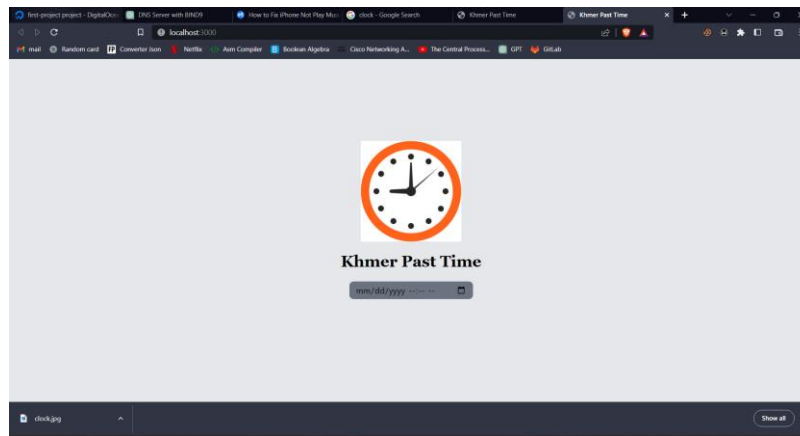 first-project project - DigitalOce DNS Server with BIND9 How to Fix iPhone Not Play Mus clock - Google Search Khmer Past Time Khmer Past Time
localhost:3000
mail Random card Converter Json Netflix Asm Compiler Boolean Algebra Cisco Networking A... The Central Process... GPT GitLab
Khmer Past Time
mm/dd/yyyy --:-- --
clock.jpg Show all